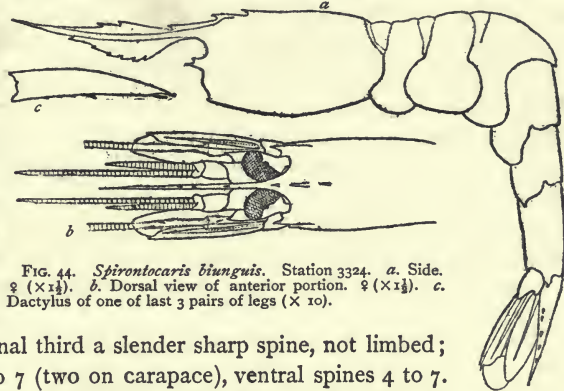 a
c
b
FIG. 44. Spirontocaris biunguis. Station 3324. a. Side.
♀ (×1½). b. Dorsal view of anterior portion. ♀ (×1½). c.
Dactylus of one of last 3 pairs of legs (× 10).
nal third a slender sharp spine, not limbed;
7 (two on carapace), ventral spines 4 to 7.